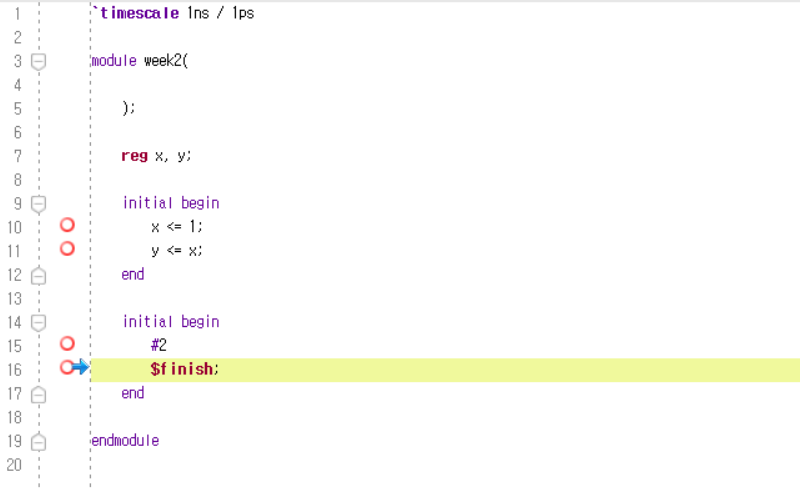 1 `timescale 1ns / 1ps
2
3 module week2(
4
5 );
6
7 reg x, y;
8
9 initial begin
10 x <= 1;
11 y <= x;
12 end
13
14 initial begin
15 #2
16 $finish;
17 end
18
19 endmodule
20